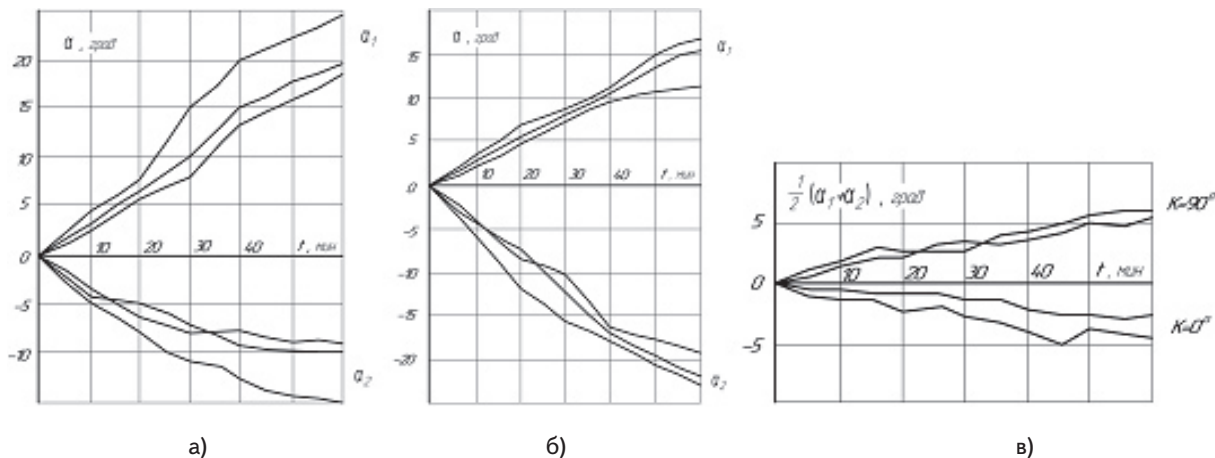 α, град
α₁
20
15
10
5
0
-5
-10
10 20 30 40 t, мин
α₂
а)
α, град
α₁
15
10
5
0
-5
-10
-15
-20
10 20 30 40 t, мин
α₂
б)
½(α₁+α₂), град
5
0
-5
10 20 30 40 t, мин
К=90°
К=0°
в)